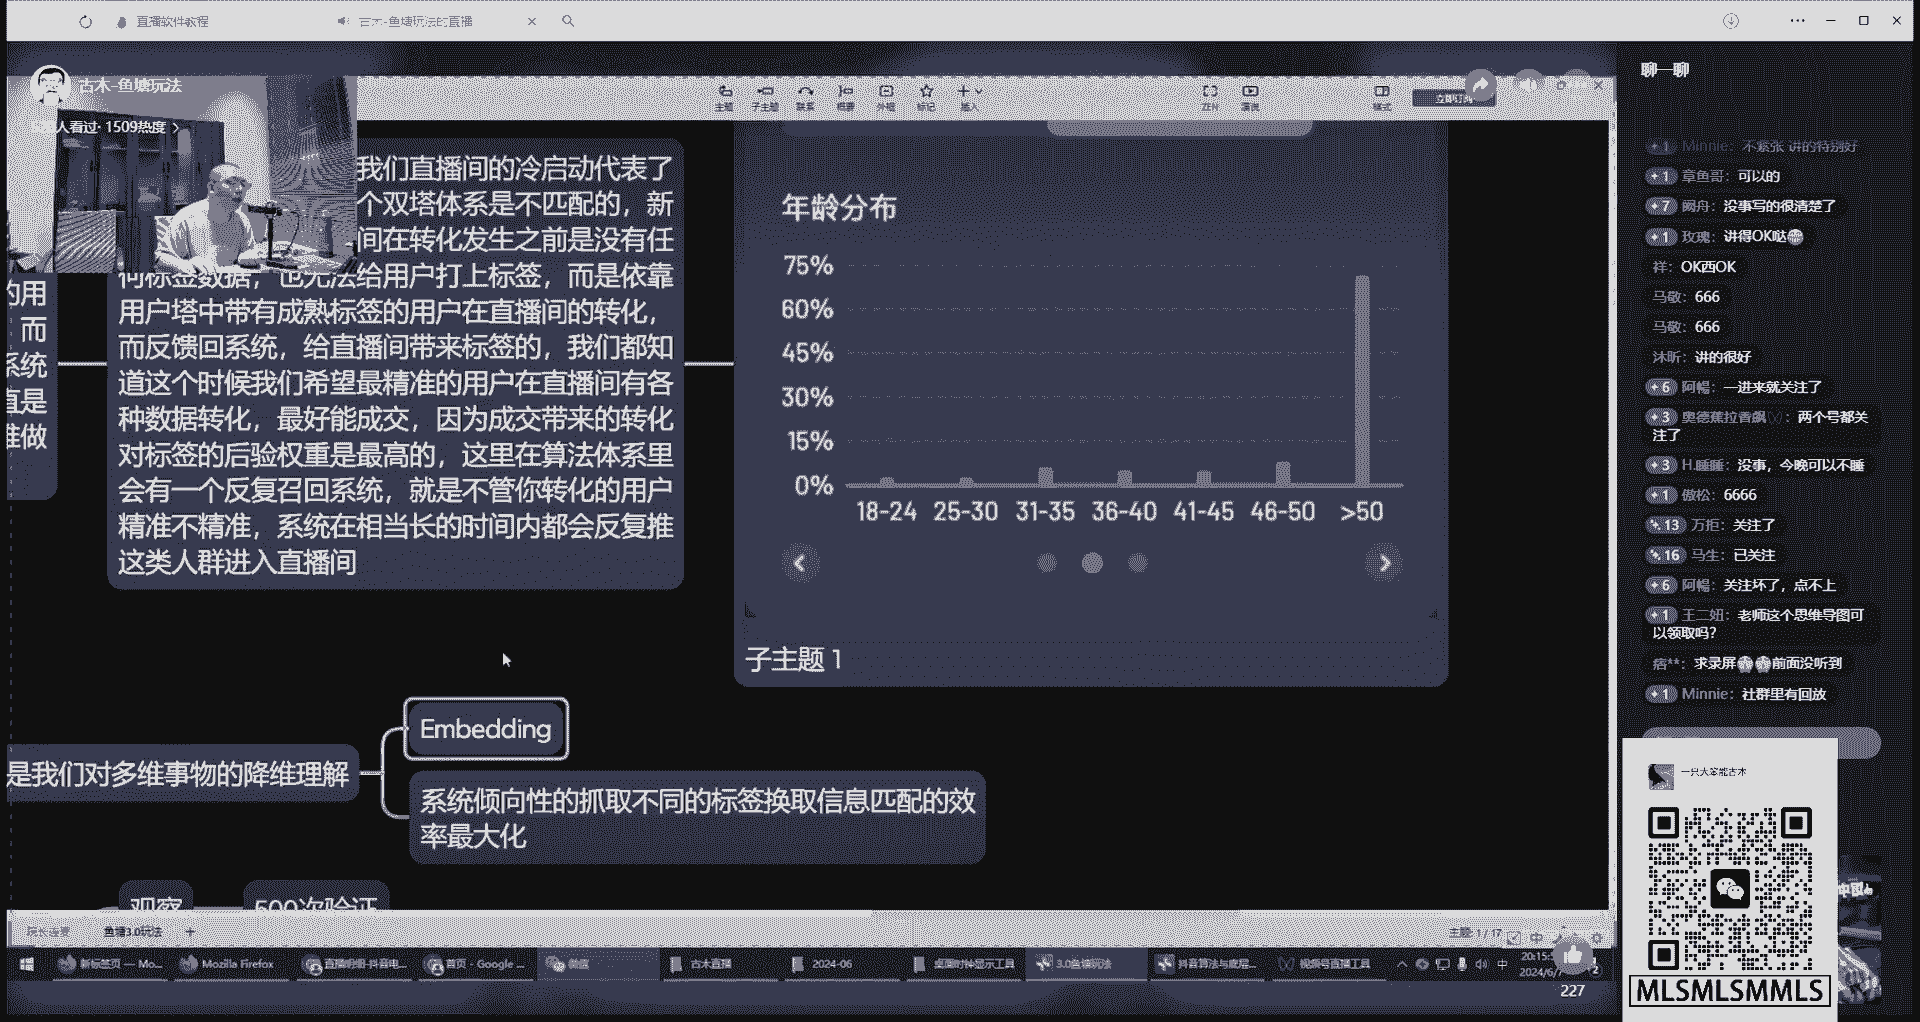 直播软件教程
古木-鱼塘玩法的直播
古木-鱼塘玩法
人看过· 1509热度
主题 子主题 联系 概要 外框 标记 插入
演说
格式
我们直播间的冷启动代表了
个双塔体系是不匹配的，新
间在转化发生之前是没有任
何标签数据，也无法给用户打上标签，而是依靠
用户塔中带有成熟标签的用户在直播间的转化，
而反馈回系统，给直播间带来标签的，我们都知
道这个时候我们希望最精准的用户在直播间有各
种数据转化，最好能成交，因为成交带来的转化
对标签的后验权重是最高的，这里在算法体系里
会有一个反复召回系统，就是不管你转化的用户
精准不精准，系统在相当长的时间内都会反复推
这类人群进入直播间
的用
，而
系统
直是
准做
年龄分布
75%
60%
45%
30%
15%
0%
18-24 25-30 31-35 36-40 41-45 46-50 >50
子主题 1
Embedding
是我们对多维事物的降维理解
系统倾向性的抓取不同的标签换取信息匹配的效
率最大化
观察
500次验证
鱼塘3.0玩法
新标签页 — Mo...
Mozilla Firefox
直播明细-抖音电...
首页 - Google ...
微信
古木直播
2024-06
桌面时钟显示工具
3.0鱼塘玩法
抖音算法与底层...
视频号直播工具
中
227
聊一聊
1 Minnie：不紧张 讲的特别好
1 章鱼哥：可以的
7 阙舟：没事写的很清楚了
1 玫瑰：讲得OK哒
祥：OK西OK
马敬：666
马敬：666
沐昕：讲的很好
6 阿幅：一进来就关注了
3 奥德蕉拉香飙：两个号都关
注了
3 H.睡睡：没事，今晚可以不睡
1 傲松：6666
13 万拒：关注了
16 马生：已关注
6 阿幅：关注坏了，点不上
1 王二妞：老师这个思维导图可
以领取吗？
痞**：求录屏前面没听到
1 Minnie：社群里有回放
一只大笨熊古木
MLSMLSMMLS